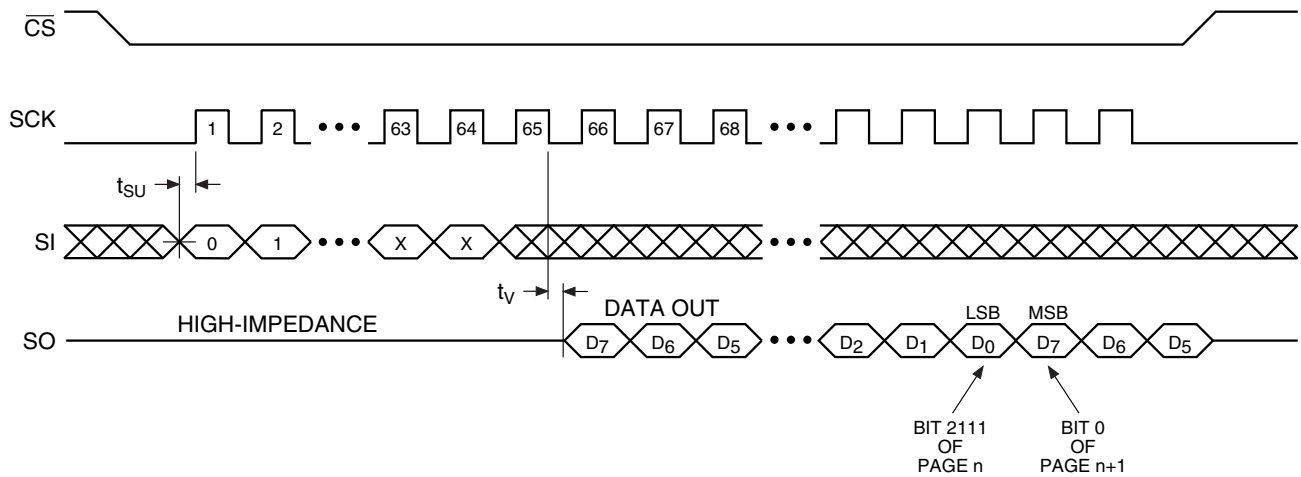 CS
SCK 1 2 ••• 63 64 65 66 67 68 •••
tSU
SI 0 1 ••• X X •••
tV
HIGH-IMPEDANCE DATA OUT LSB MSB
SO D7 D6 D5 ••• D2 D1 D0 D7 D6 D5
BIT 2111
OF
PAGE n
BIT 0
OF
PAGE n+1